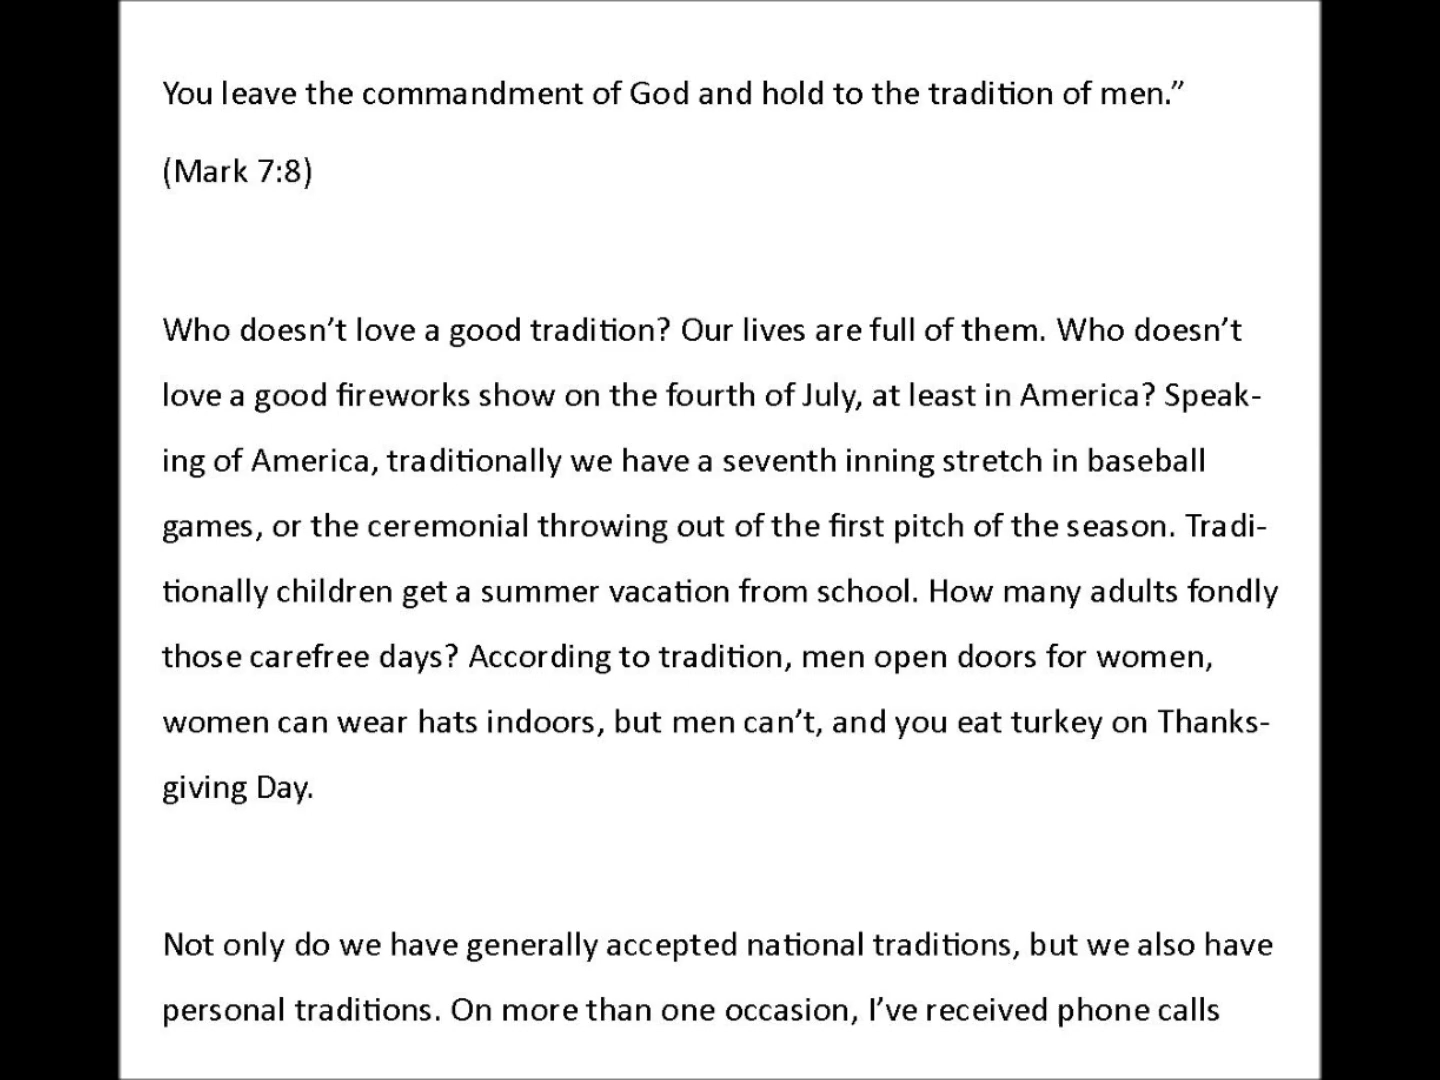 You leave the commandment of God and hold to the tradition of men.”
(Mark 7:8)
Who doesn’t love a good tradition? Our lives are full of them. Who doesn’t
love a good fireworks show on the fourth of July, at least in America? Speak-
ing of America, traditionally we have a seventh inning stretch in baseball
games, or the ceremonial throwing out of the first pitch of the season. Tradi-
tionally children get a summer vacation from school. How many adults fondly
those carefree days? According to tradition, men open doors for women,
women can wear hats indoors, but men can’t, and you eat turkey on Thanks-
giving Day.
Not only do we have generally accepted national traditions, but we also have
personal traditions. On more than one occasion, I’ve received phone calls